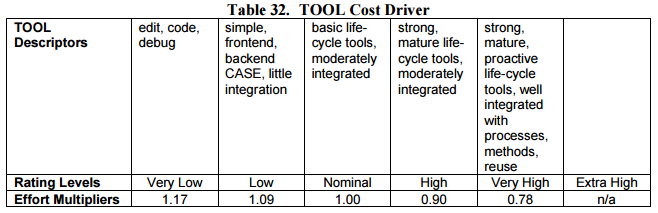 Table 32. TOOL Cost Driver
TOOL
Descriptors
edit, code,
debug
simple,
frontend,
backend
CASE, little
integration
basic life-
cycle tools,
moderately
integrated
strong,
mature life-
cycle tools,
moderately
integrated
strong,
mature,
proactive
life-cycle
tools, well
integrated
with
processes,
methods,
reuse
Rating Levels Very Low Low Nominal High Very High Extra High
Effort Multipliers 1.17 1.09 1.00 0.90 0.78 n/a